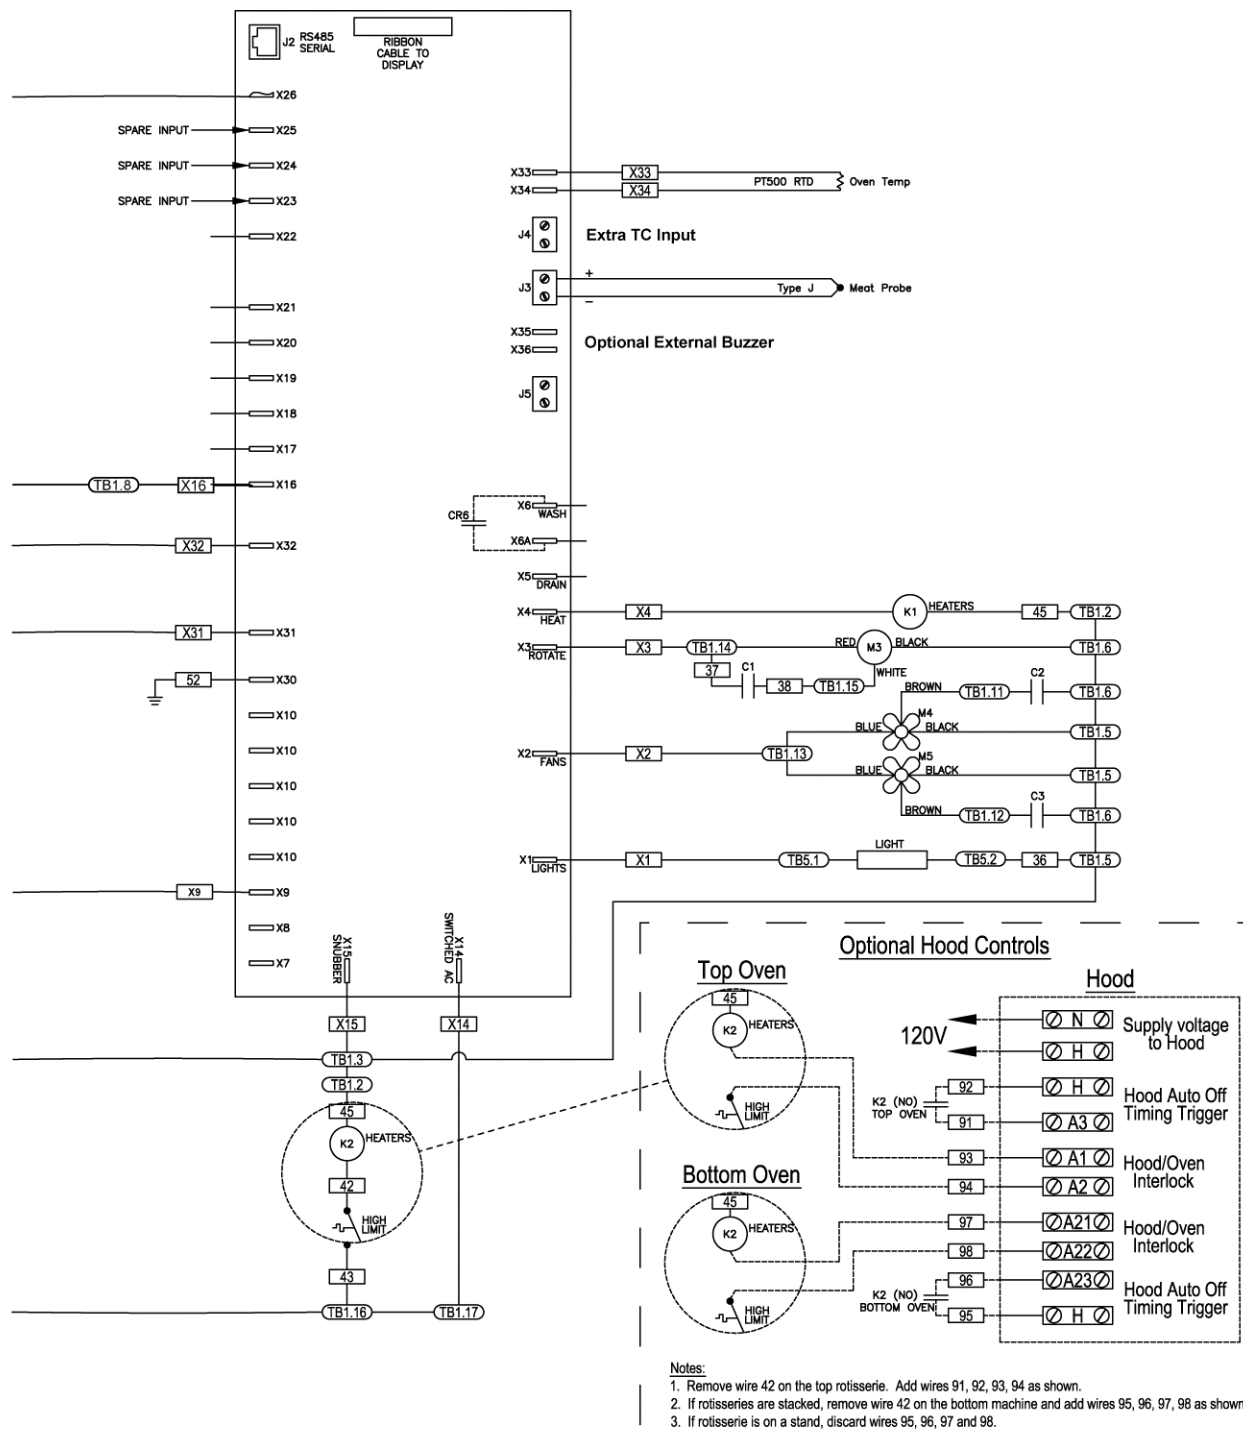 J2 RS485
SERIAL
RIBBON
CABLE TO
DISPLAY
X26
SPARE INPUT X25
SPARE INPUT X24
SPARE INPUT X23
X22
X21
X20
X19
X18
X17
TB1.8 X16 X16
X32 X32
X31 X31
52 X30
X10
X10
X10
X10
X10
X9 X9
X8
X7
X33 X33
X34 X34
PT500 RTD Oven Temp
J4 Extra TC Input
J3 + Type J Meat Probe
−
X35
X36
Optional External Buzzer
J5
CR6
X6
WASH
X6A
X5
DRAIN
X4 HEAT X4 K1 HEATERS 45 TB1.2
X3 ROTATE X3 TB1.14 RED M3 BLACK TB1.6
37 C1 38 TB1.15 WHITE
BROWN TB1.11 C2 TB1.6
M4
BLUE BLACK TB1.5
X2 FANS X2 TB1.13
M5
BLUE BLACK TB1.5
BROWN TB1.12 C3 TB1.6
LIGHT
X1 LIGHTS X1 TB5.1 TB5.2 36 TB1.5
X15
SNUBBER
X14
SWITCHED AC
X15 X14
TB1.3
TB1.2
45
K2 HEATERS
42
HIGH
LIMIT
43
TB1.16 TB1.17
Optional Hood Controls
Top Oven
45
K2 HEATERS
HIGH
LIMIT
Bottom Oven
45
K2 HEATERS
HIGH
LIMIT
Hood
120V
N
H
Supply voltage
to Hood
K2 (NO)
TOP OVEN
92 H
91 A3
Hood Auto Off
Timing Trigger
93 A1
94 A2
Hood/Oven
Interlock
97 A21
98 A22
Hood/Oven
Interlock
K2 (NO)
BOTTOM OVEN
96 A23
95 H
Hood Auto Off
Timing Trigger
Notes:
1. Remove wire 42 on the top rotisserie. Add wires 91, 92, 93, 94 as shown.
2. If rotisseries are stacked, remove wire 42 on the bottom machine and add wires 95, 96, 97, 98 as shown
3. If rotisserie is on a stand, discard wires 95, 96, 97 and 98.